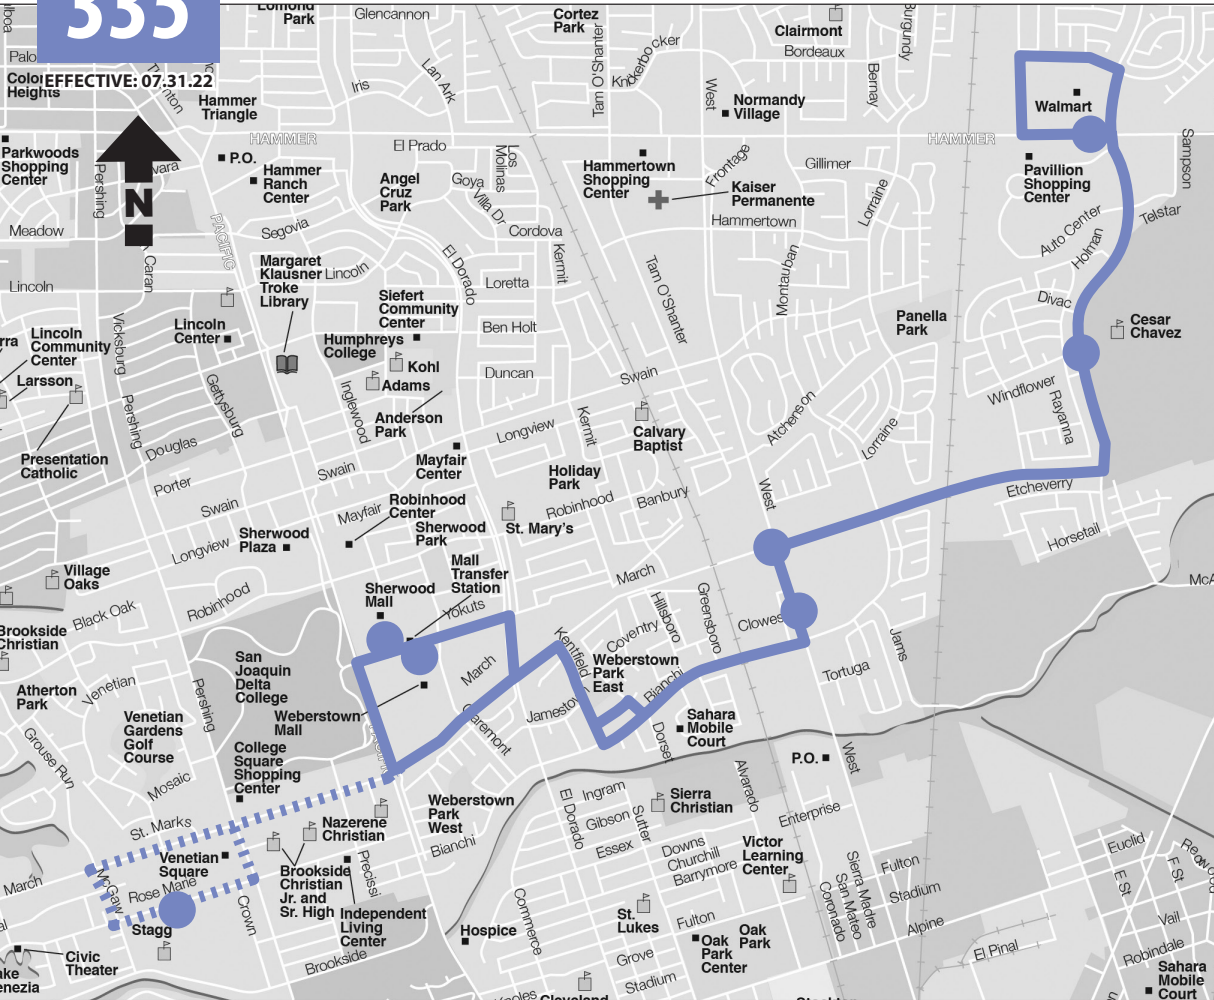 335
EFFECTIVE: 07.31.22
Glencannon
Park
Cortez
Park
Clairmont
Bordeaux
Burgundy
Palo
Heights
Iris
Lan Ark
Tam O'Shanter
Knickerbocker
West
Bernay
Hammer
Triangle
Normandy
Village
Walmart
HAMMER
HAMMER
Parkwoods
Shopping
Center
P.O.
El Prado
Los
Molinas
Hammertown
Shopping
Center
Frontage
Gillimer
Pavillion
Shopping
Center
Sampson
Pershing
Hammer
Ranch
Center
Angel
Cruz
Park
Goya
Villa Dr
Kaiser
Permanente
Lorraine
N
Meadow
PACIFIC
Segovia
Cordova
Hammertown
Auto Center
Telstar
Holman
Caran
Margaret
Klausner
Troke
Library
Lincoln
El Dorado
Kermit
Tam O'Shanter
Montauban
Lincoln
Loretta
Divac
Siefert
Community
Center
Panella
Park
Cesar
Chavez
Vicksburg
Lincoln
Center
Ben Holt
Lincoln
Community
Center
Humphreys
College
Kohl
Adams
Duncan
Swain
Larsson
Gettysburg
Inglewood
Anderson
Park
Windflower
Rayanna
Pershing
Douglas
Longview
Kermit
Calvary
Baptist
Atchenson
Lorraine
Presentation
Catholic
Mayfair
Center
Porter
Swain
Holiday
Park
West
Etcheverry
Swain
Mayfair
Robinhood
Center
Sherwood
Park
St. Mary's
Robinhood
Banbury
Horsetail
Sherwood
Plaza
Longview
Village
Oaks
Mall
Transfer
Station
March
Robinhood
Sherwood
Mall
Yokuts
Greensboro
Black Oak
Hillsboro
Clowes
Brookside
Christian
Coventry
Kentfield
Jams
San
Joaquin
Delta
College
March
Weberstown
Park
East
Bianchi
Tortuga
Atherton
Park
Venetian
Pershing
Weberstown
Mall
Claremont
Jamestown
Dorset
Sahara
Mobile
Court
Venetian
Gardens
Golf
Course
Grouse Run
College
Square
Shopping
Center
P.O.
West
Mosaic
Alvarado
St. Marks
Weberstown
Park
West
El Dorado
Ingram
Gibson
Essex
Sutter
Sierra
Christian
Enterprise
Nazerene
Christian
Bianchi
Venetian
Square
Downs
Churchill
Barrymore
Victor
Learning
Center
Euclid
March
McGaw
Rose Marie
Brookside
Christian
Jr. and
Sr. High
Precissi
Sierra Madre
San Mateo
Coronado
Fulton
Stadium
E St
F St
Crown
Independent
Living
Center
Commerce
St.
Lukes
Fulton
Alpine
Vail
Stagg
Hospice
Oak
Park
Center
Oak
Park
El Pinal
Robindale
Civic
Theater
Brookside
Grove
Stadium
Sahara
Mobile
Court
Knoles
Cleveland